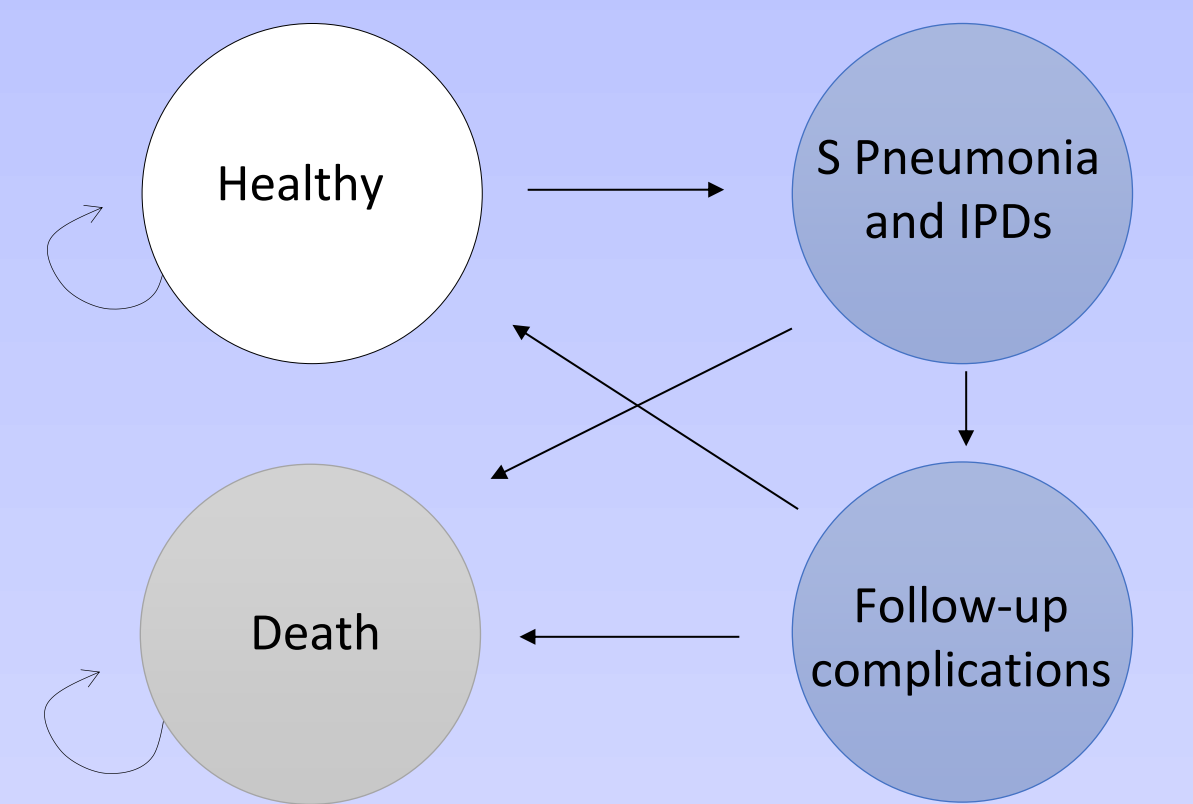 Healthy
S Pneumonia
and IPDs
Death
Follow-up
complications